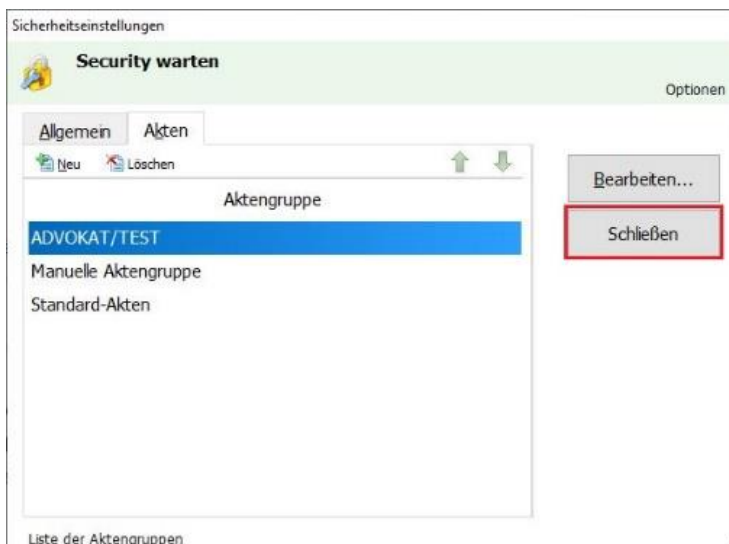 Sicherheitseinstellungen
Security warten
Optionen
Allgemein Akten
Neu Löschen
Bearbeiten...
Aktengruppe
Schließen
ADVOKAT/TEST
Manuelle Aktengruppe
Standard-Akten
Liste der Aktengruppen